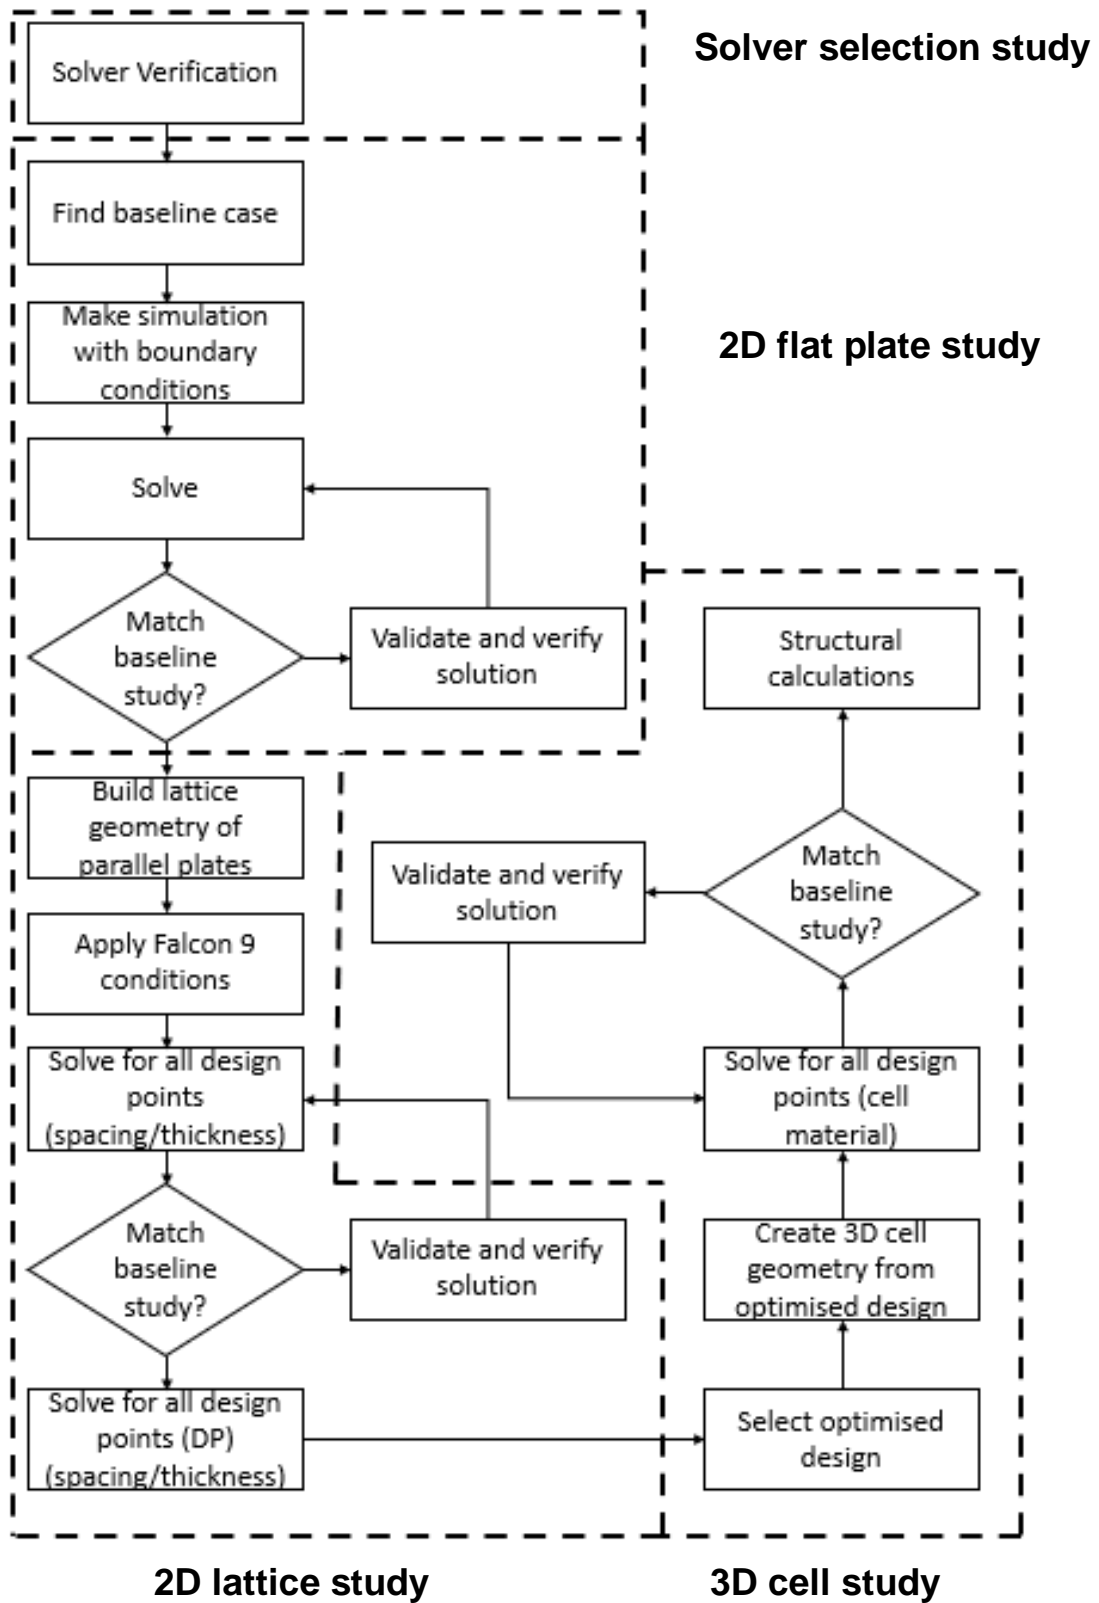 Solver selection study
Solver Verification
Find baseline case
Make simulation
with boundary
conditions
2D flat plate study
Solve
Match
baseline
study?
Validate and verify
solution
Structural
calculations
Build lattice
geometry of
parallel plates
Validate and verify
solution
Match
baseline
study?
Apply Falcon 9
conditions
Solve for all design
points
(spacing/thickness)
Solve for all design
points (cell
material)
Match
baseline
study?
Validate and verify
solution
Create 3D cell
geometry from
optimised design
Solve for all design
points (DP)
(spacing/thickness)
Select optimised
design
2D lattice study
3D cell study